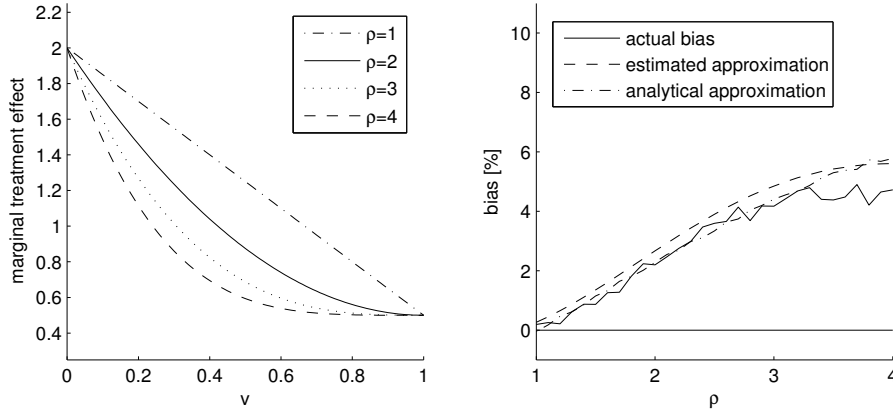 2.2
2
1.8
1.6
1.4
1.2
1
0.8
0.6
0.4
marginal treatment effect
0 0.2 0.4 0.6 0.8 1
v
ρ=1
ρ=2
ρ=3
ρ=4
10
8
6
4
2
0
bias [%]
1 2 3 4
ρ
actual bias
estimated approximation
analytical approximation